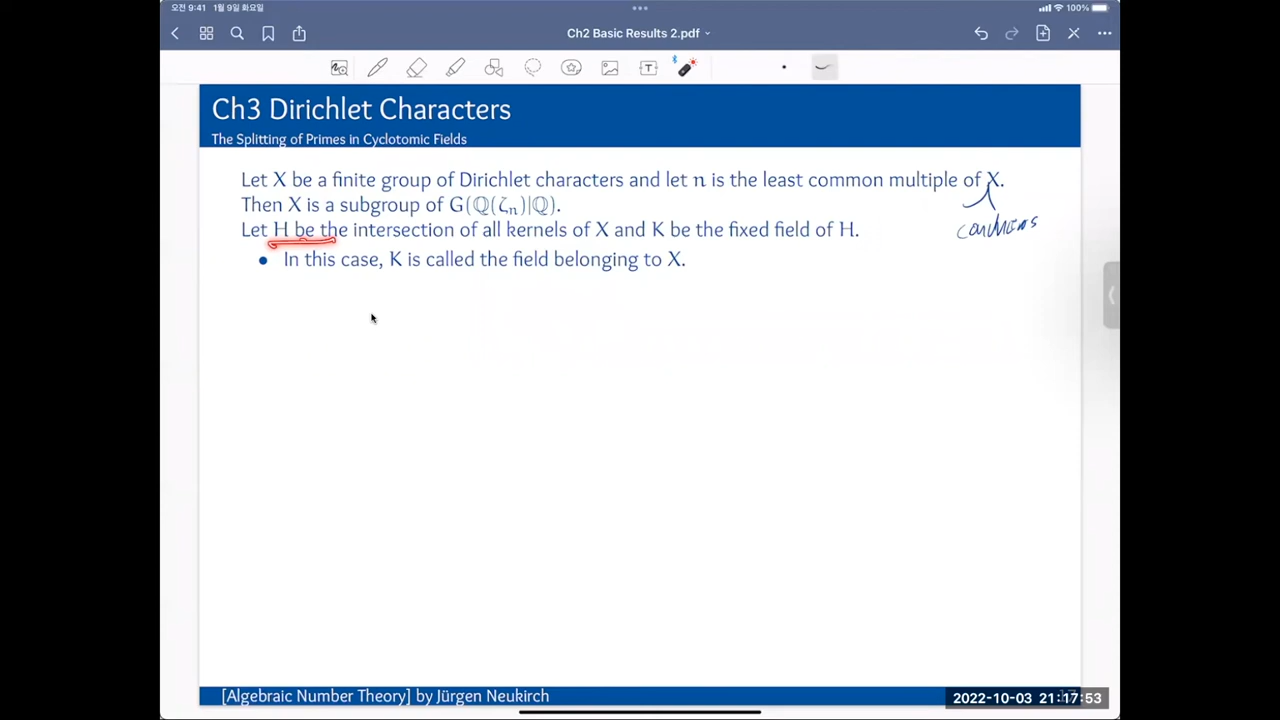 오전 9:41 1월 9일 화요일
100%
Ch2 Basic Results 2.pdf
T
Ch3 Dirichlet Characters
The Splitting of Primes in Cyclotomic Fields
Let X be a finite group of Dirichlet characters and let n is the least common multiple of X.
Then X is a subgroup of G(ℚ(ζₙ)|ℚ).
Let H be the intersection of all kernels of X and K be the fixed field of H.
• In this case, K is called the field belonging to X.
[Algebraic Number Theory] by Jürgen Neukirch
2022-10-03 21:17:53